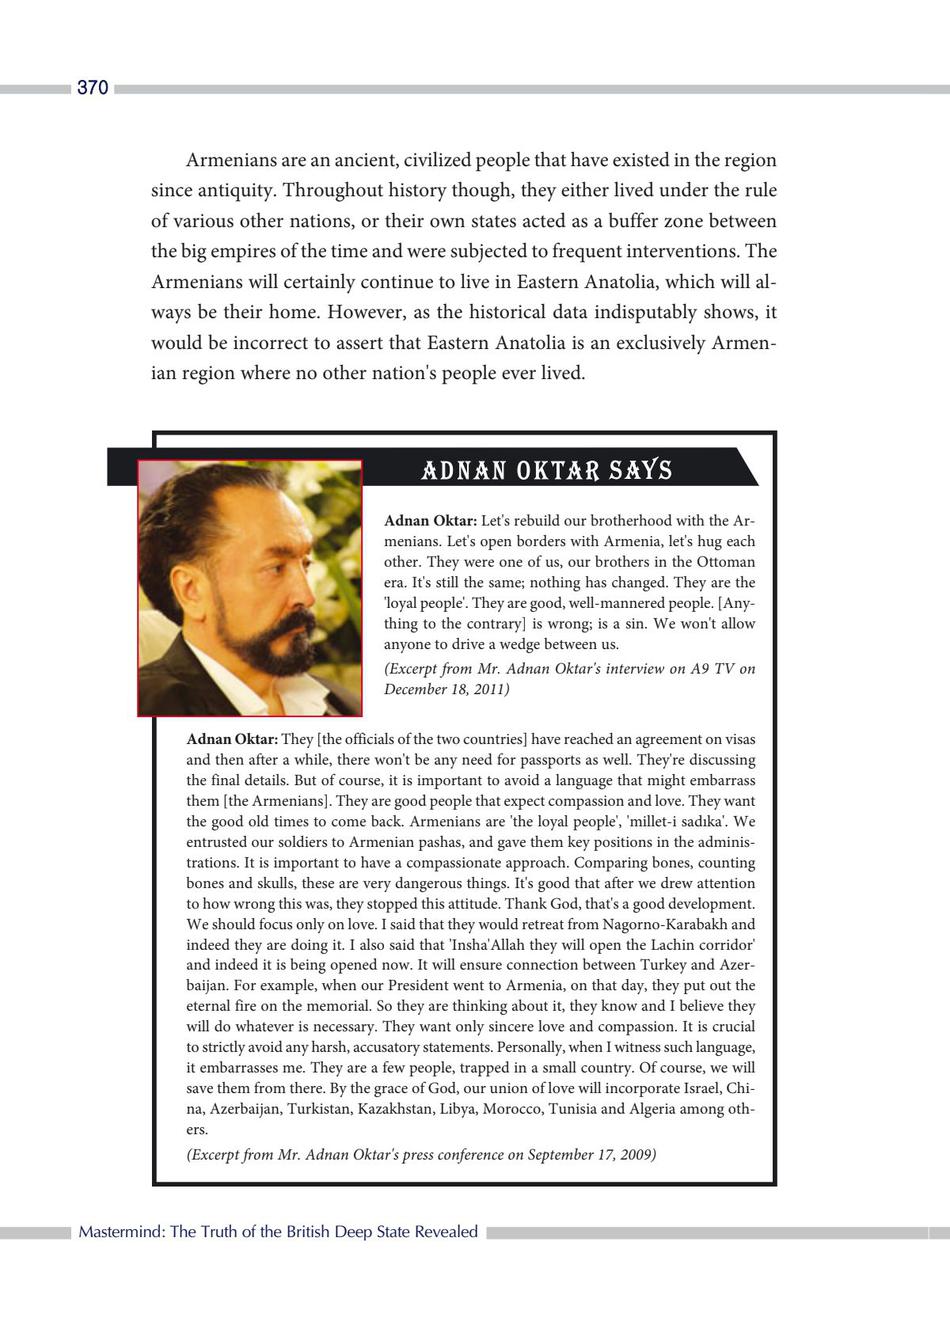 370
Armenians are an ancient, civilized people that have existed in the region
since antiquity. Throughout history though, they either lived under the rule
of various other nations, or their own states acted as a buffer zone between
the big empires of the time and were subjected to frequent interventions. The
Armenians will certainly continue to live in Eastern Anatolia, which will al-
ways be their home. However, as the historical data indisputably shows, it
would be incorrect to assert that Eastern Anatolia is an exclusively Armen-
ian region where no other nation's people ever lived.
ADNAN OKTAR SAYS
Adnan Oktar: Let's rebuild our brotherhood with the Ar-
menians. Let's open borders with Armenia, let's hug each
other. They were one of us, our brothers in the Ottoman
era. It's still the same; nothing has changed. They are the
'loyal people'. They are good, well-mannered people. [Any-
thing to the contrary] is wrong; is a sin. We won't allow
anyone to drive a wedge between us.
(Excerpt from Mr. Adnan Oktar's interview on A9 TV on
December 18, 2011)
Adnan Oktar: They [the officials of the two countries] have reached an agreement on visas
and then after a while, there won't be any need for passports as well. They're discussing
the final details. But of course, it is important to avoid a language that might embarrass
them [the Armenians]. They are good people that expect compassion and love. They want
the good old times to come back. Armenians are 'the loyal people', 'millet-i sadıka'. We
entrusted our soldiers to Armenian pashas, and gave them key positions in the adminis-
trations. It is important to have a compassionate approach. Comparing bones, counting
bones and skulls, these are very dangerous things. It's good that after we drew attention
to how wrong this was, they stopped this attitude. Thank God, that's a good development.
We should focus only on love. I said that they would retreat from Nagorno-Karabakh and
indeed they are doing it. I also said that 'Insha'Allah they will open the Lachin corridor'
and indeed it is being opened now. It will ensure connection between Turkey and Azer-
baijan. For example, when our President went to Armenia, on that day, they put out the
eternal fire on the memorial. So they are thinking about it, they know and I believe they
will do whatever is necessary. They want only sincere love and compassion. It is crucial
to strictly avoid any harsh, accusatory statements. Personally, when I witness such language,
it embarrasses me. They are a few people, trapped in a small country. Of course, we will
save them from there. By the grace of God, our union of love will incorporate Israel, Chi-
na, Azerbaijan, Turkistan, Kazakhstan, Libya, Morocco, Tunisia and Algeria among oth-
ers.
(Excerpt from Mr. Adnan Oktar's press conference on September 17, 2009)
Mastermind: The Truth of the British Deep State Revealed